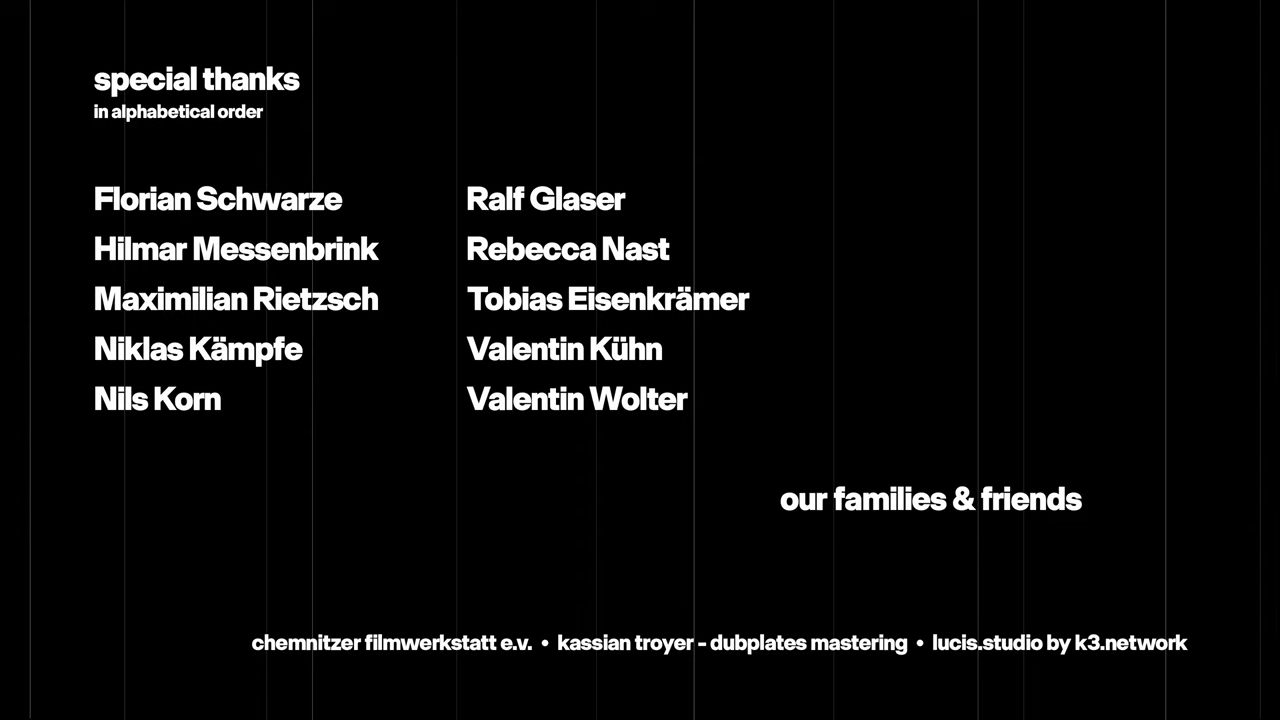 special thanks
in alphabetical order
Florian Schwarze
Hilmar Messenbrink
Maximilian Rietzsch
Niklas Kämpfe
Nils Korn
Ralf Glaser
Rebecca Nast
Tobias Eisenkrämer
Valentin Kühn
Valentin Wolter
our families & friends
chemnitzer filmwerkstatt e.v. • kassian troyer - dubplates mastering • lucis.studio by k3.network